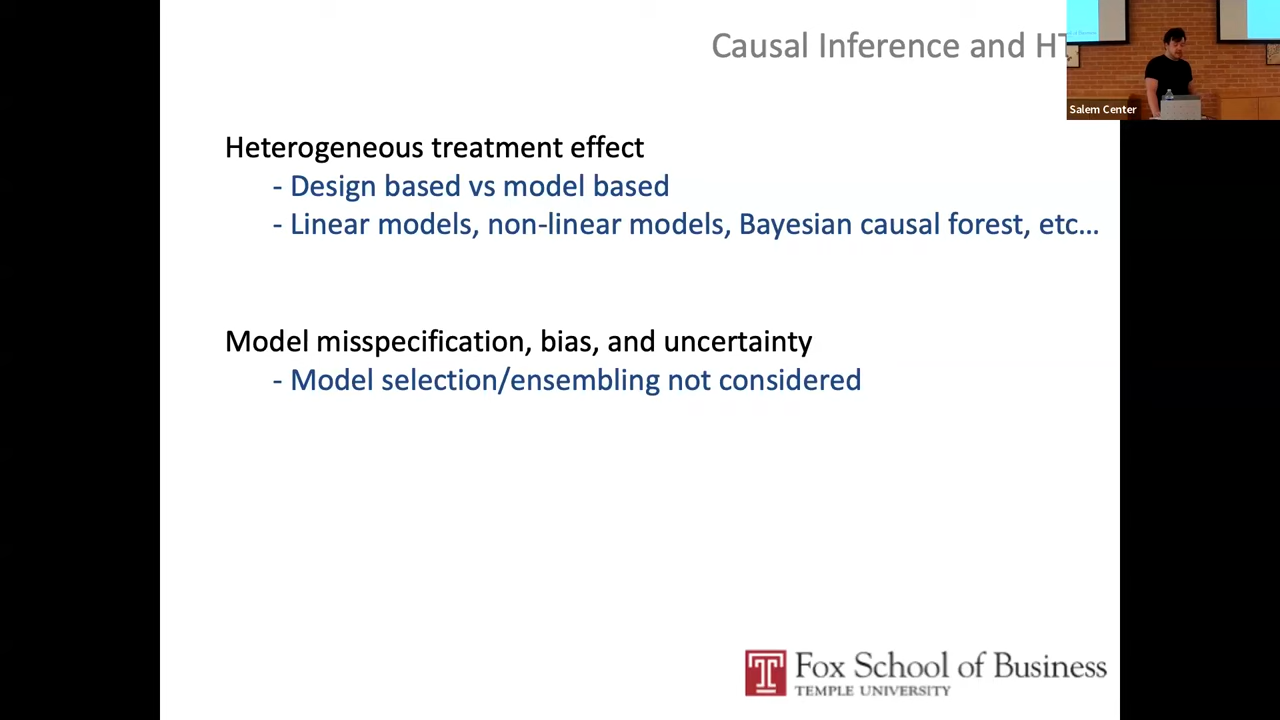 Causal Inference and HT
Salem Center
Heterogeneous treatment effect
- Design based vs model based
- Linear models, non-linear models, Bayesian causal forest, etc...
Model misspecification, bias, and uncertainty
- Model selection/ensembling not considered
Fox School of Business
TEMPLE UNIVERSITY